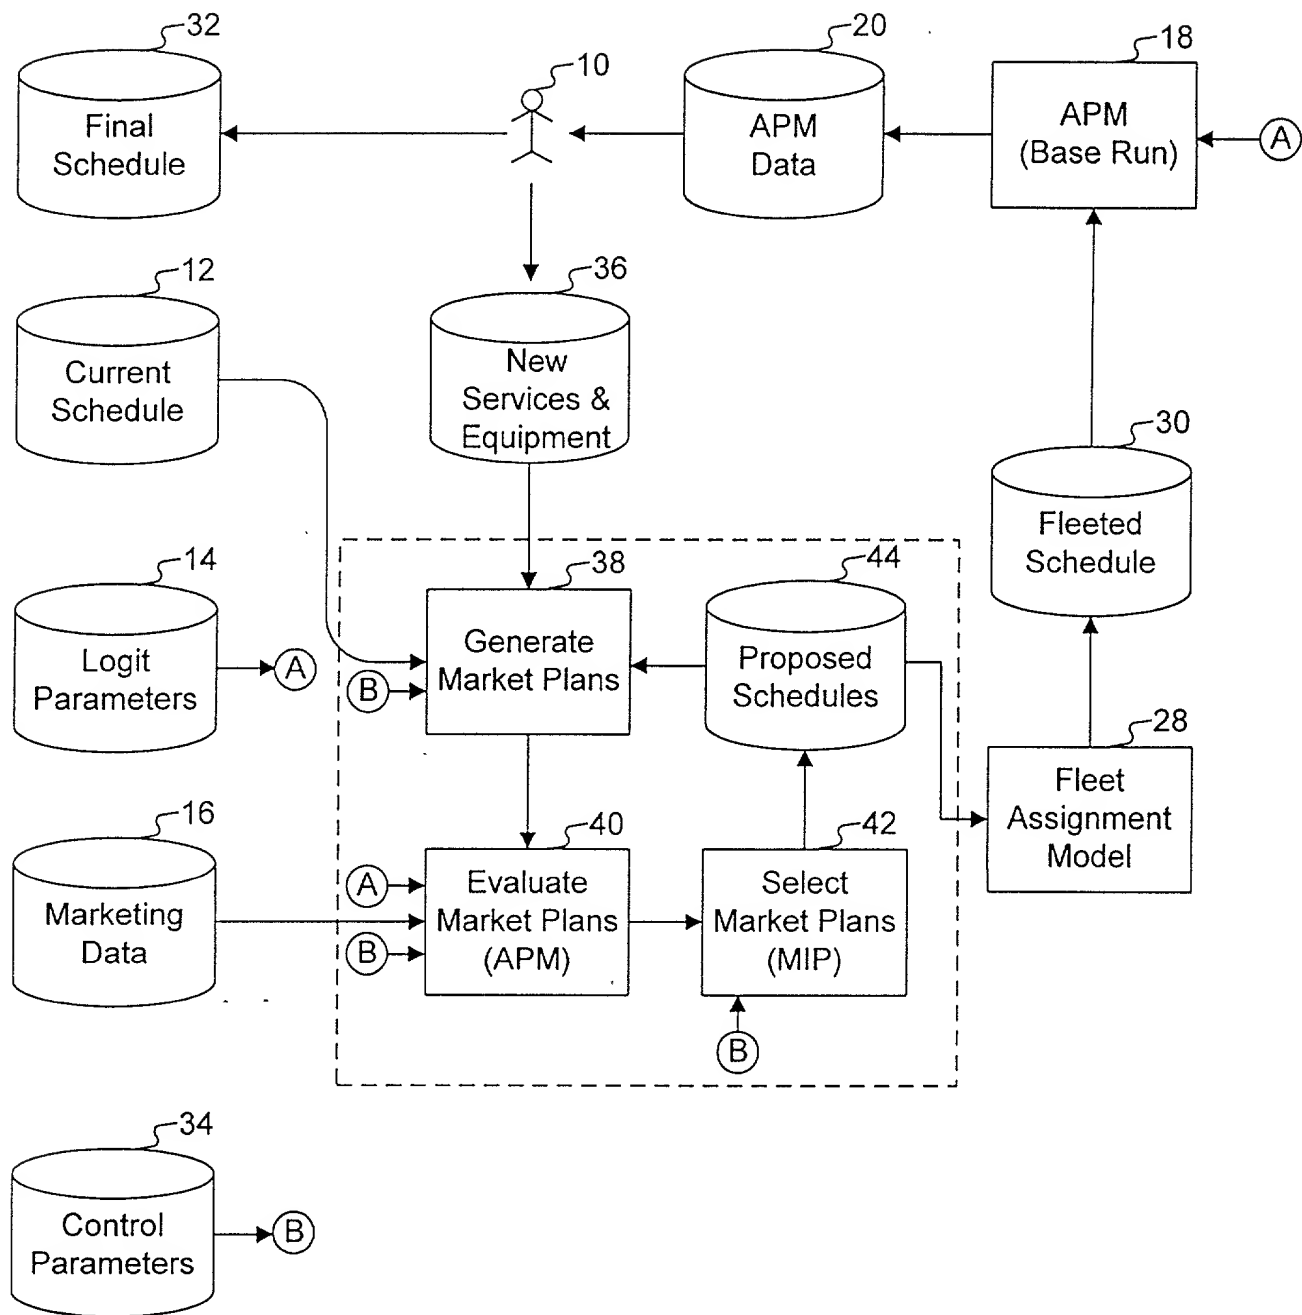 32
Final
Schedule
10
20
APM
Data
18
APM
(Base Run)
A
12
Current
Schedule
36
New
Services &
Equipment
30
Fleeted
Schedule
14
Logit
Parameters
A
38
Generate
Market Plans
B
44
Proposed
Schedules
28
Fleet
Assignment
Model
16
Marketing
Data
40
Evaluate
Market Plans
(APM)
A
B
42
Select
Market Plans
(MIP)
B
34
Control
Parameters
B